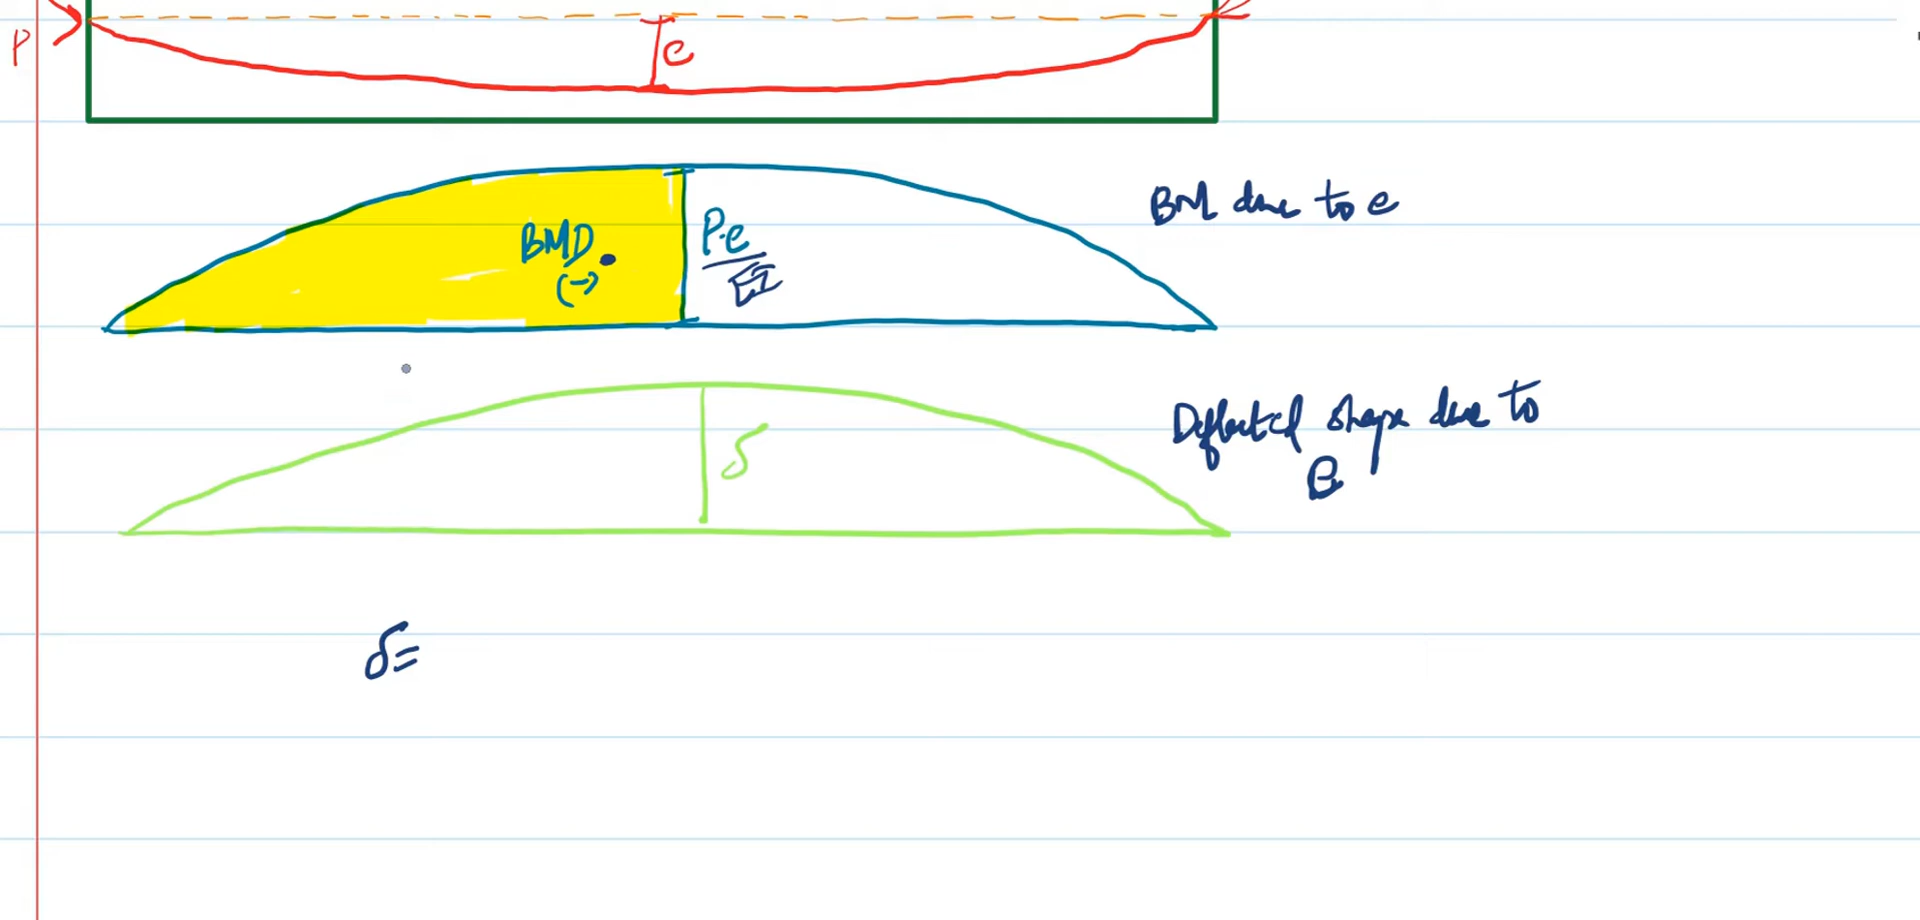 P
e
BMD
(-)
P.e
EI
BM due to e
δ
Deflected shape due to
e
δ=